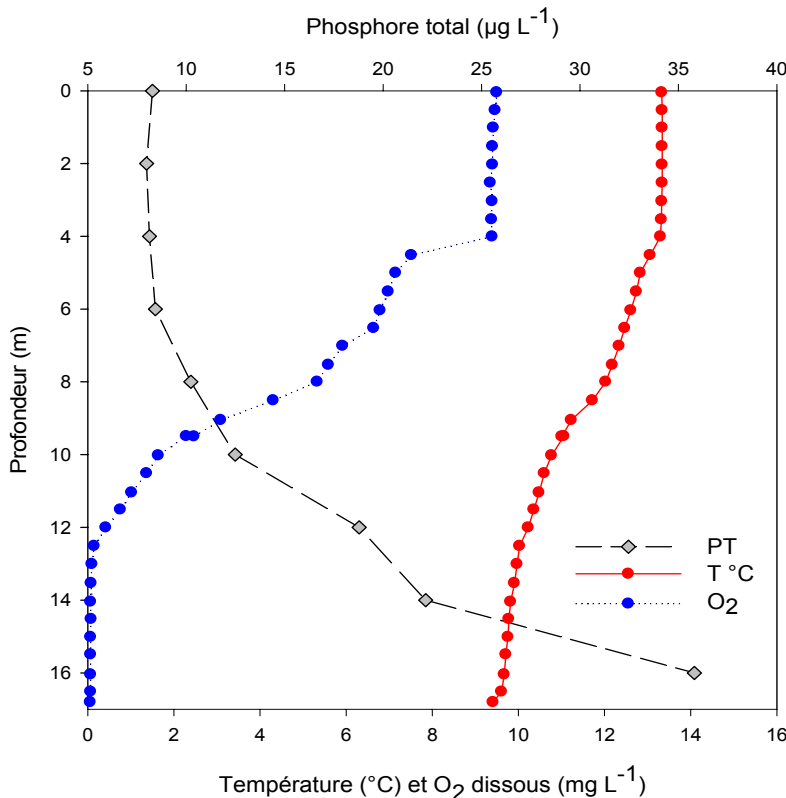 Phosphore total (µg L⁻¹)
5 10 15 20 25 30 35 40
Profondeur (m)
0
2
4
6
8
10
12
14
16
PT
T °C
O₂
0 2 4 6 8 10 12 14 16
Température (°C) et O₂ dissous (mg L⁻¹)